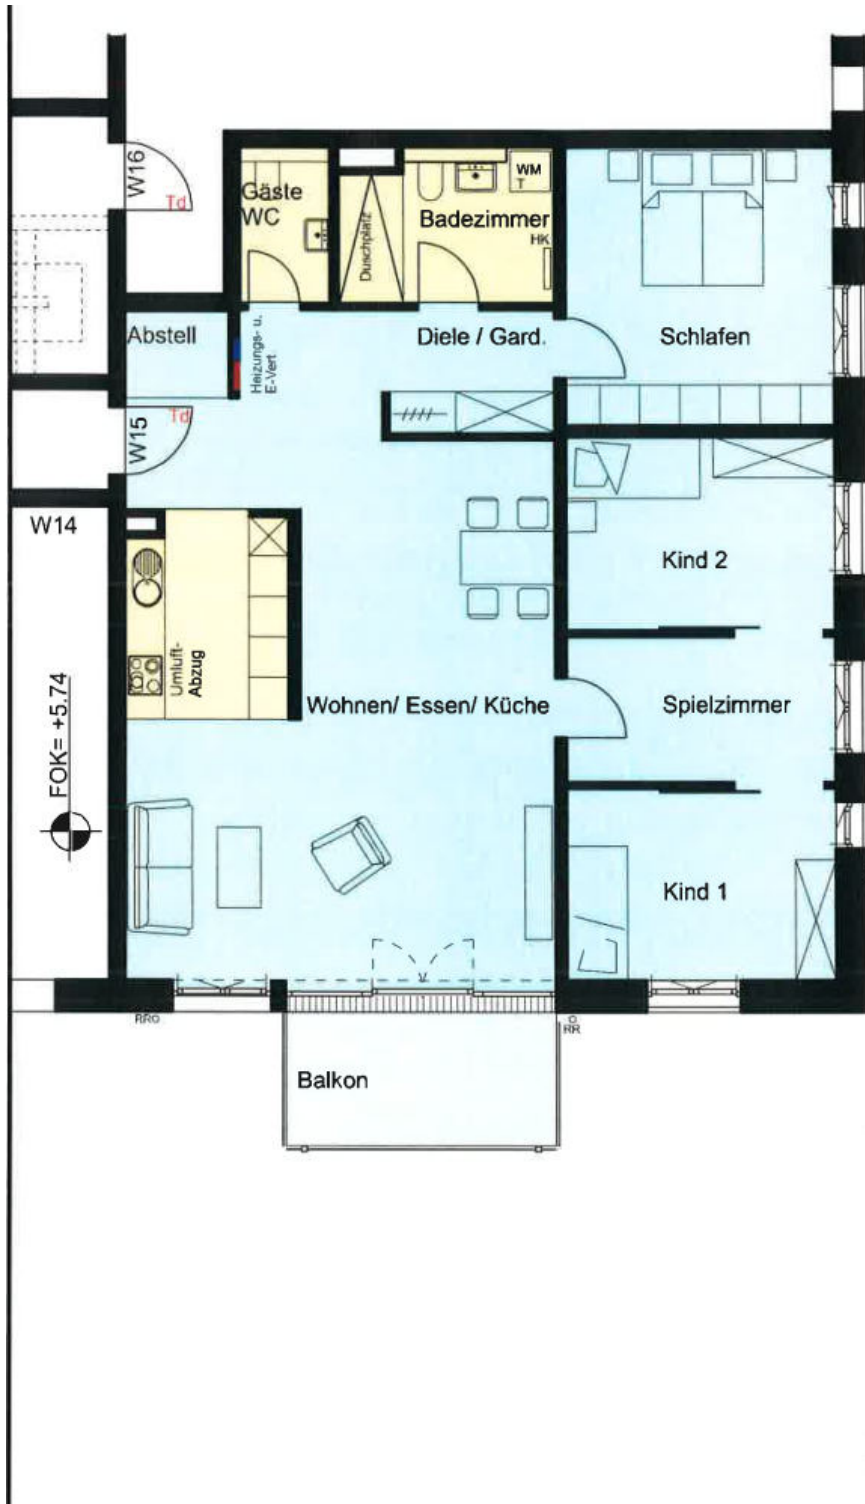 W16
Td
Gäste
WC
Duschplatz
WM
T
Badezimmer
HK
Abstell
Heizungs- u.
E-Vert
Diele / Gard.
Schlafen
W15
Td
W14
Kind 2
Umluft-
Abzug
FOK= +5.74
Wohnen/ Essen/ Küche
Spielzimmer
Kind 1
RRO
O
RR
Balkon